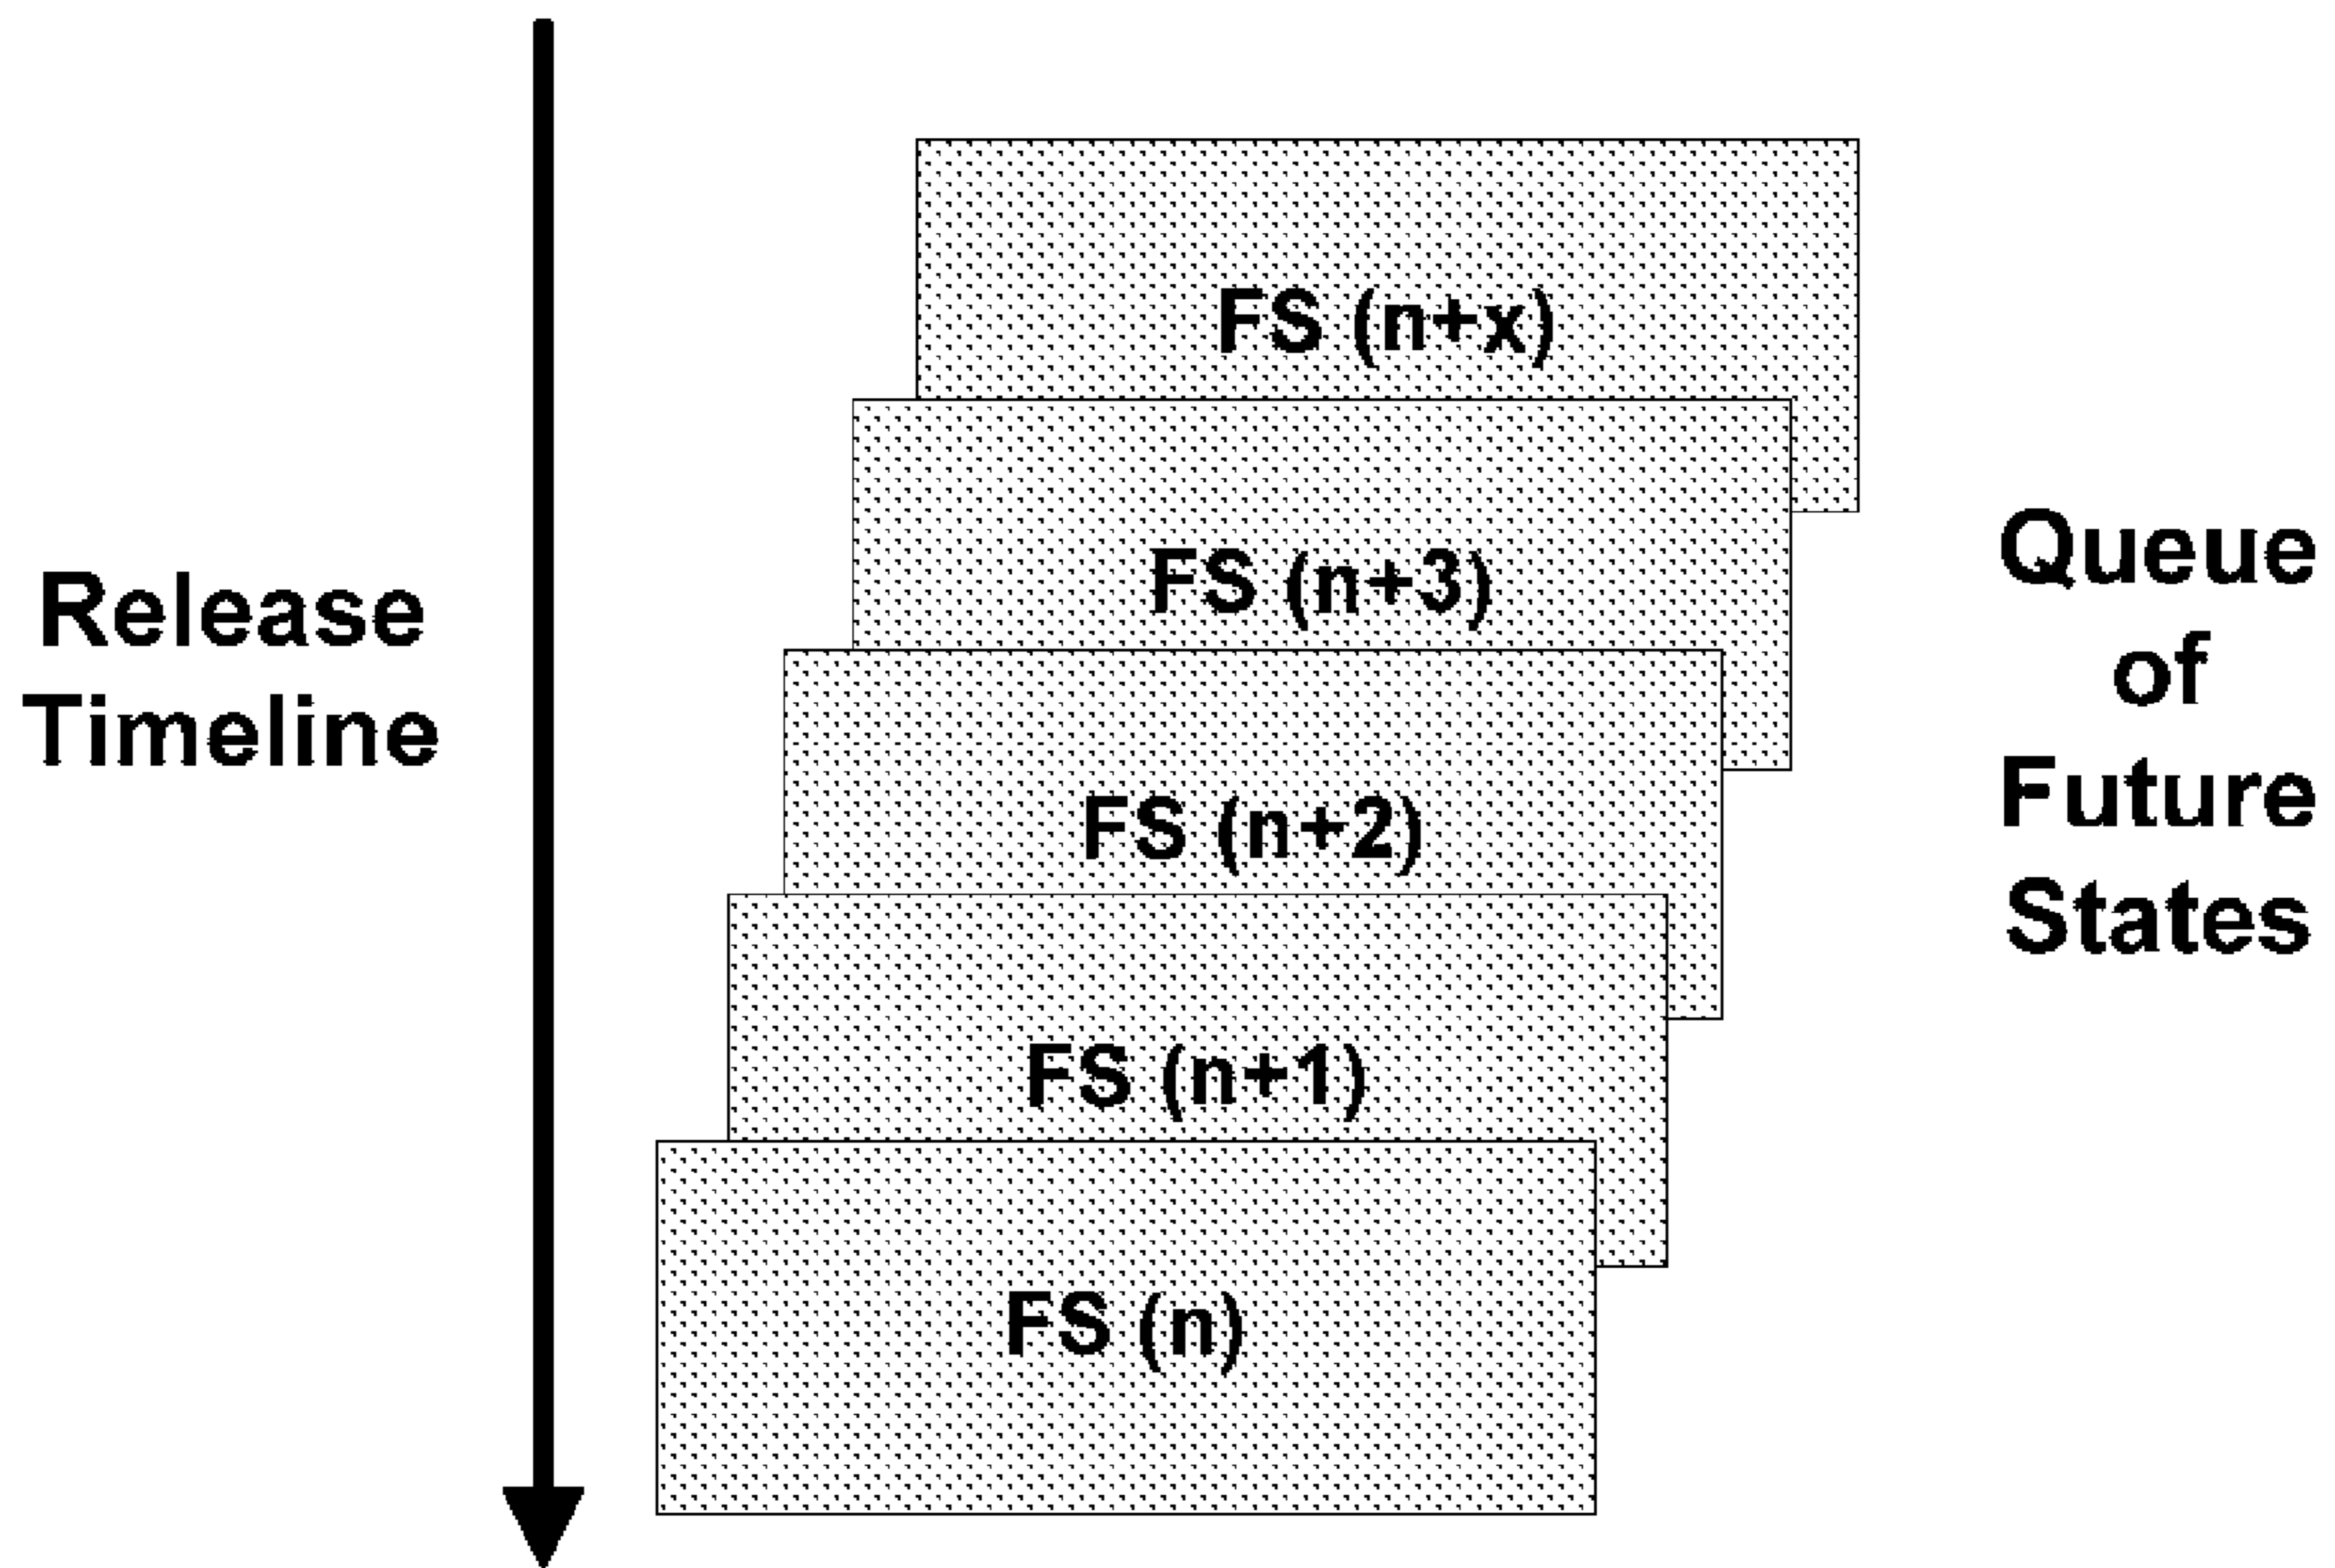 Release
Timeline
FS (n+x)
FS (n+3)
FS (n+2)
FS (n+1)
FS (n)
Queue
of
Future
States